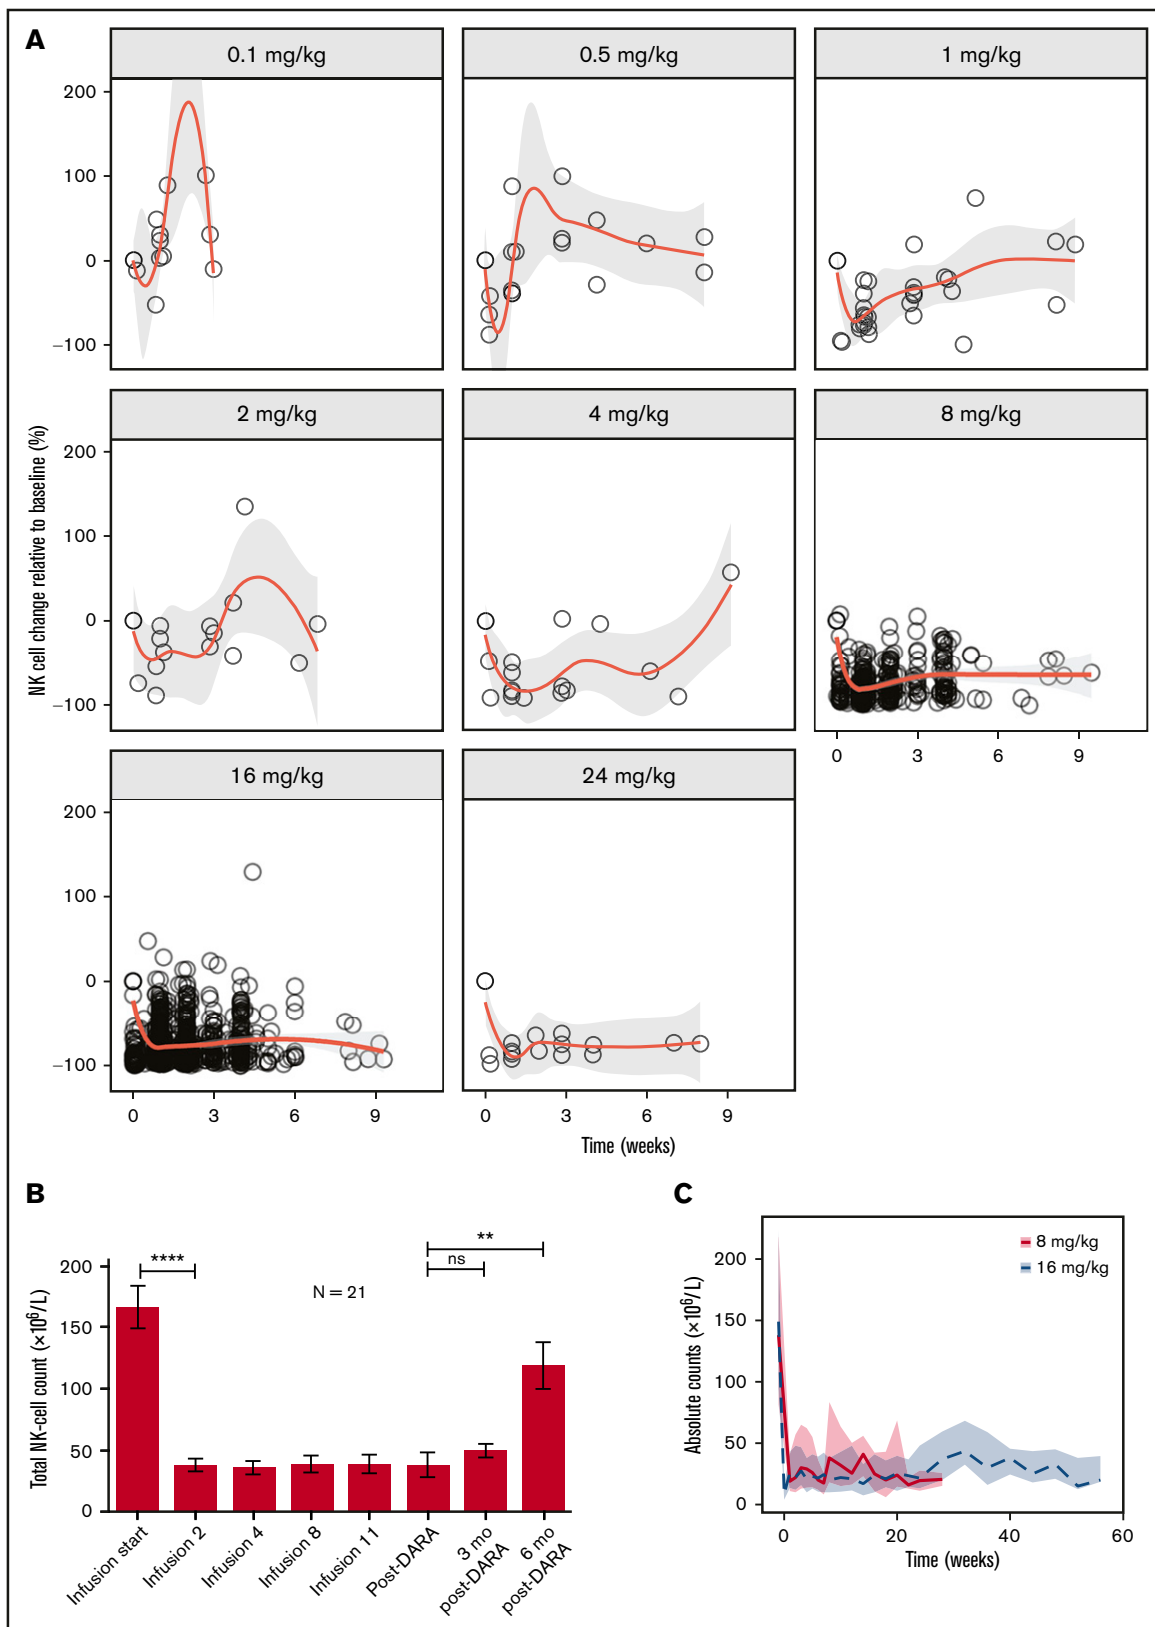 A
0.1 mg/kg
0.5 mg/kg
1 mg/kg
200
100
0
−100
2 mg/kg
4 mg/kg
8 mg/kg
NK cell change relative to baseline (%)
200
100
0
−100
0 3 6 9
16 mg/kg
24 mg/kg
200
100
0
−100
0 3 6 9
0 3 6 9
Time (weeks)
B
Total NK-cell count (×10⁶/L)
200
150
100
50
0
****
N = 21
ns
**
Infusion start
Infusion 2
Infusion 4
Infusion 8
Infusion 11
Post-DARA
3 mo
post-DARA
6 mo
post-DARA
C
Absolute counts (×10⁶/L)
200
150
100
50
0
8 mg/kg
16 mg/kg
0 20 40 60
Time (weeks)